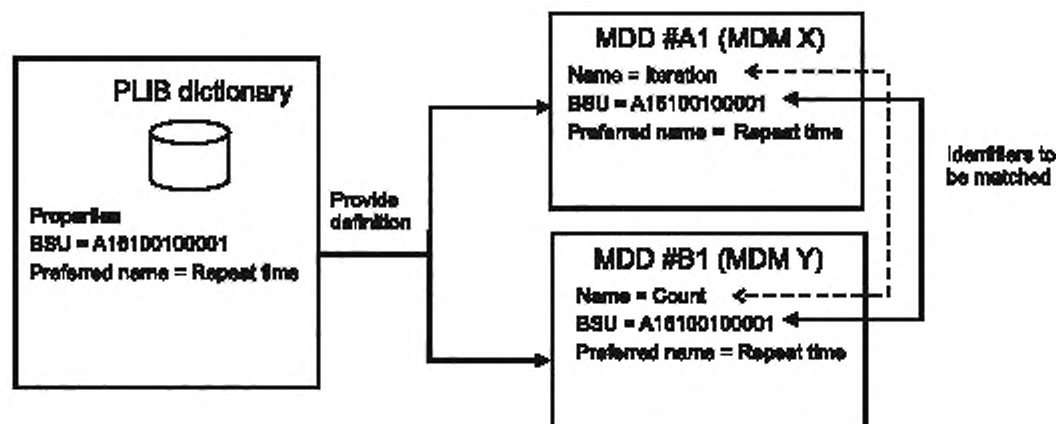 PLIB dictionary
Properties
BSU = A16100100001
Preferred name = Repeat time
Provide
definition
MDD #A1 (MDM X)
Name = Iteration
BSU = A16100100001
Preferred name = Repeat time
MDD #B1 (MDM Y)
Name = Count
BSU = A16100100001
Preferred name = Repeat time
Identifiers to
be matched